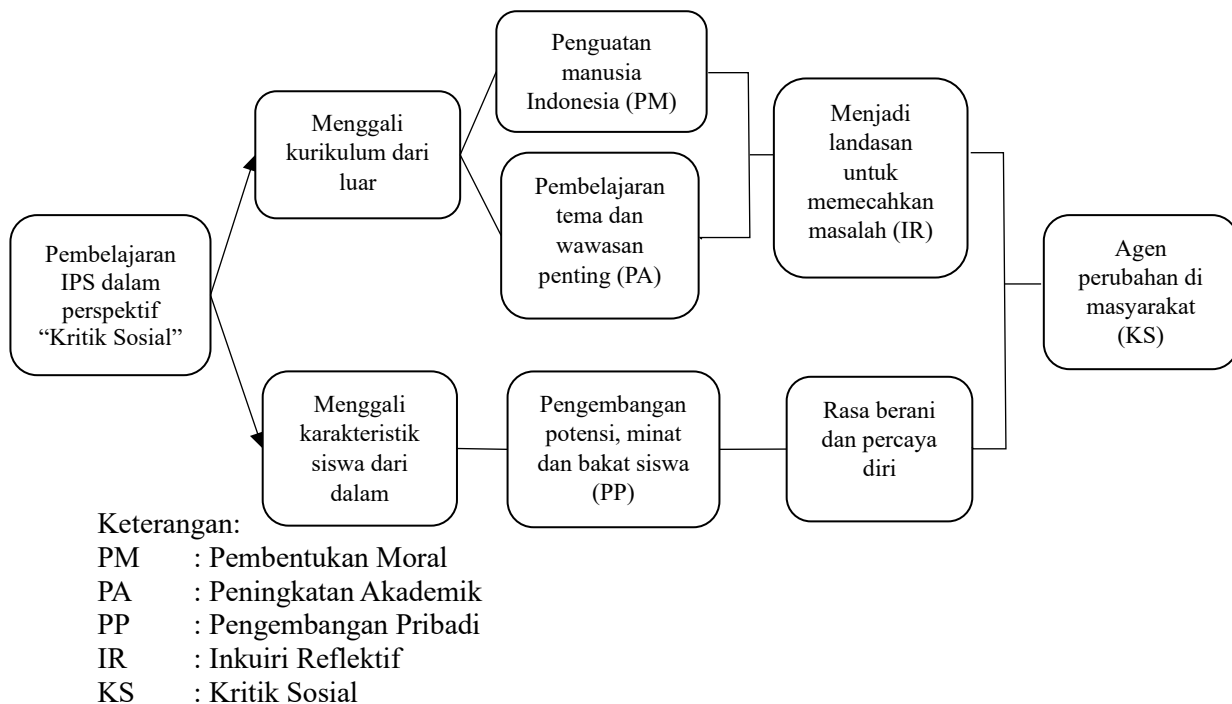 Pembelajaran
IPS dalam
perspektif
“Kritik Sosial”
Menggali
kurikulum dari
luar
Penguatan
manusia
Indonesia (PM)
Pembelajaran
tema dan
wawasan
penting (PA)
Menjadi
landasan
untuk
memecahkan
masalah (IR)
Menggali
karakteristik
siswa dari
dalam
Pengembangan
potensi, minat
dan bakat siswa
(PP)
Rasa berani
dan percaya
diri
Agen
perubahan di
masyarakat
(KS)
Keterangan:
PM : Pembentukan Moral
PA : Peningkatan Akademik
PP : Pengembangan Pribadi
IR : Inkuiri Reflektif
KS : Kritik Sosial